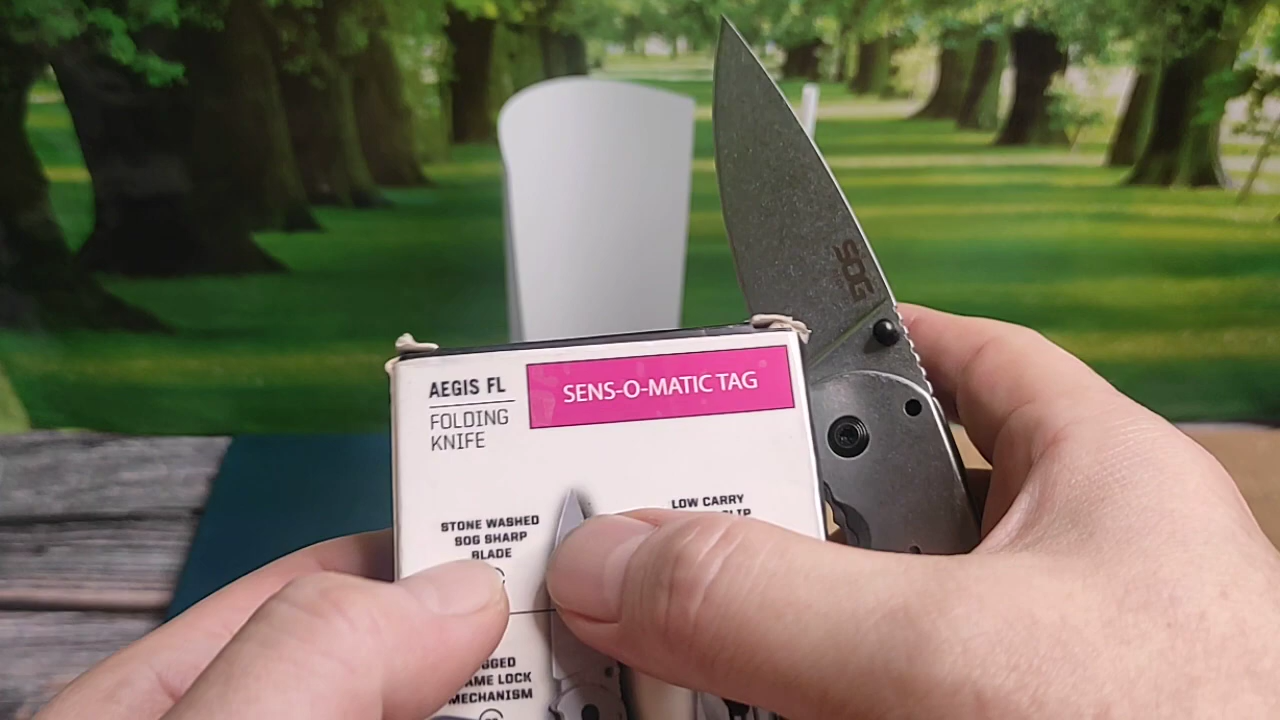 SOG
AEGIS FL
SENS-O-MATIC TAG
FOLDING
KNIFE
STONE WASHED
SOG SHARP
BLADE
LOW CARRY
MECHANISM